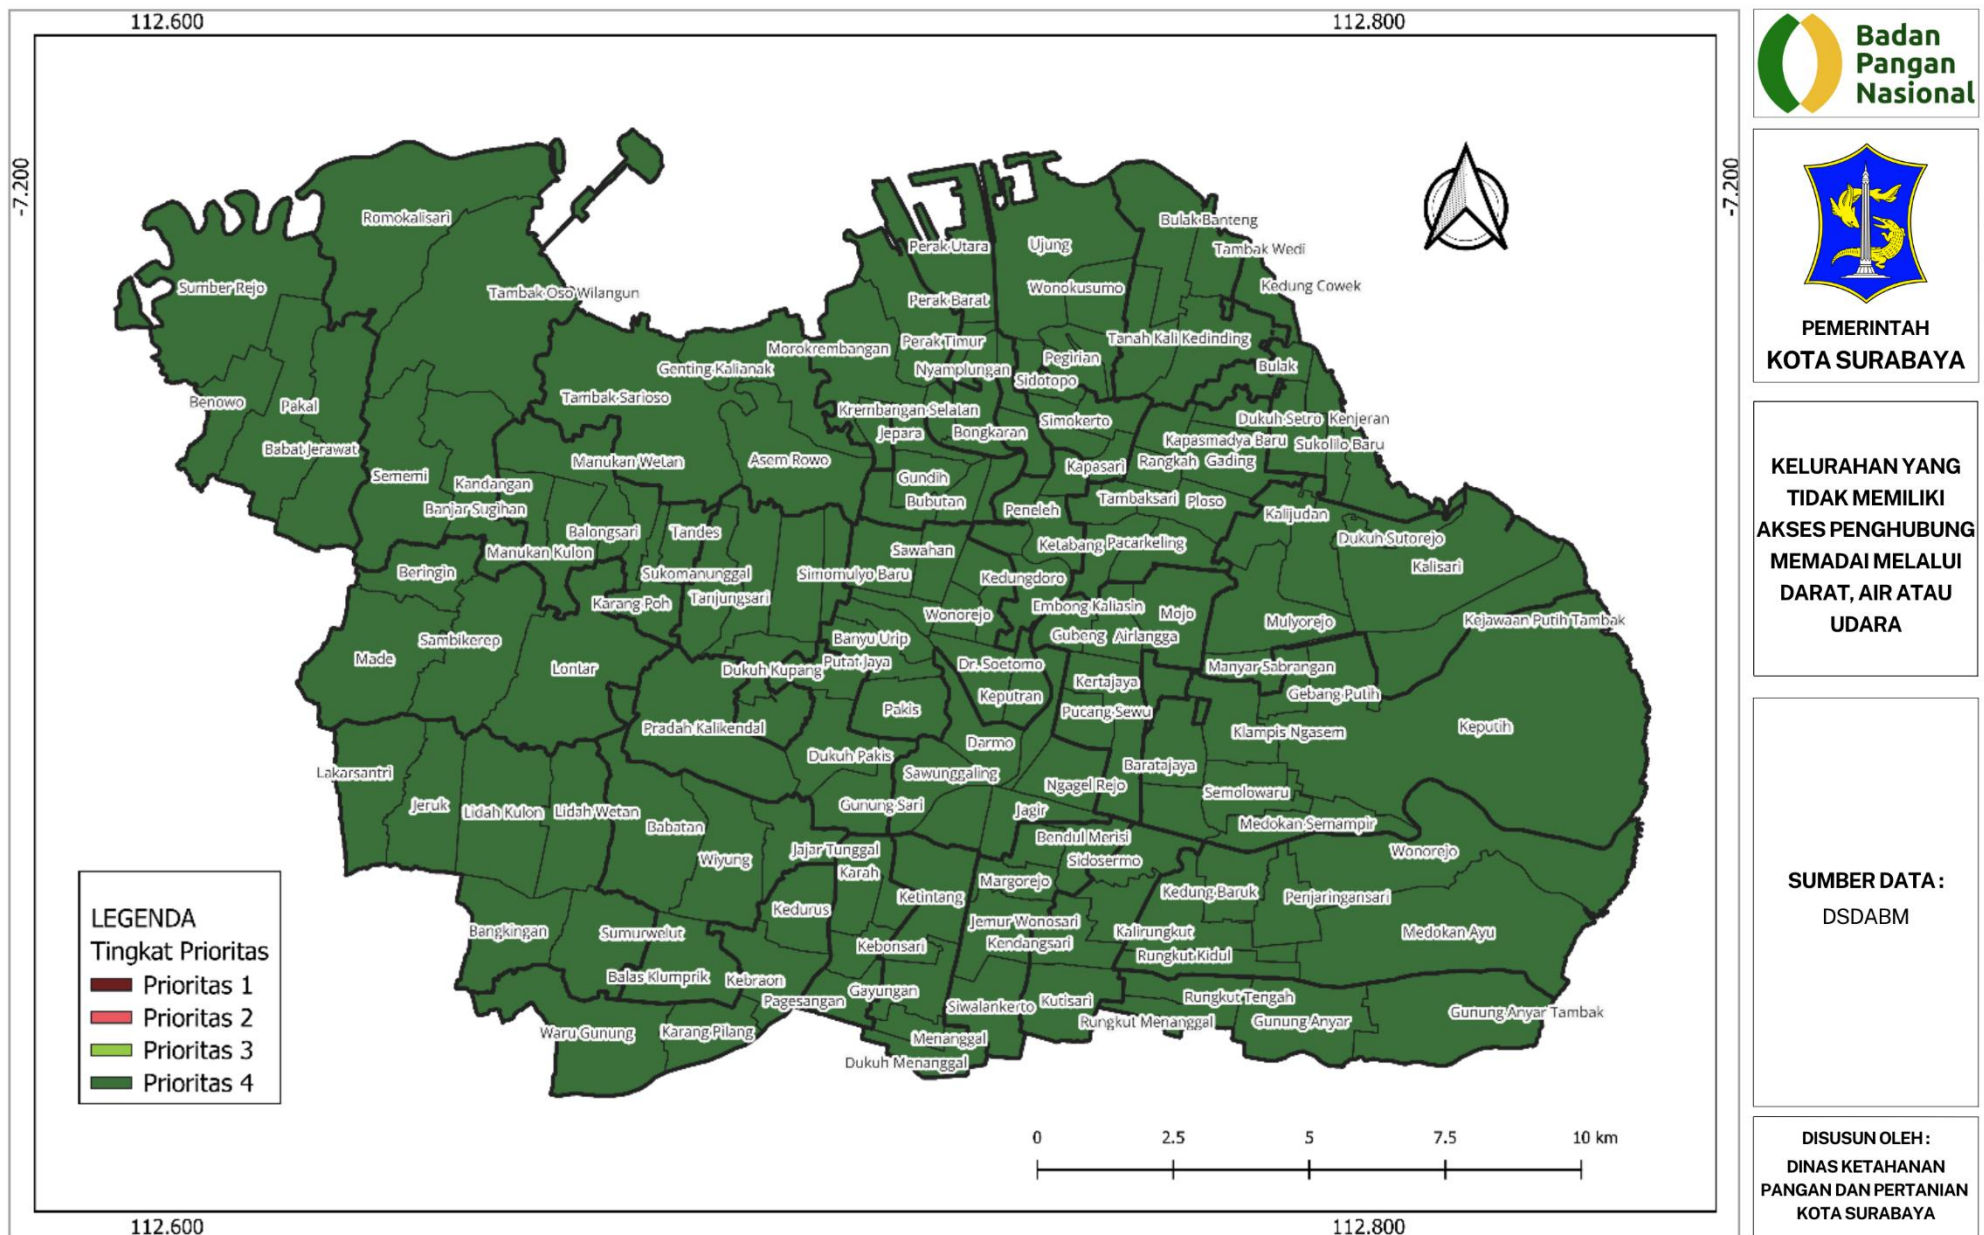 112.600
112.800
-7.200
-7.200
Romokalisari
Bulak Banteng
Perak Utara
Ujung
Tambak Wedi
Sumber Rejo
Tambak Oso Wilangun
Wonokusumo
Kedung Cowek
Perak Barat
Morokrembangan
Perak Timur
Tanah Kali Kedinding
Genting Kalianak
Nyamplungan
Pegirian
Bulak
Sidotopo
Benowo
Pakal
Tambak Sarioso
Krembangan Selatan
Simokerto
Dukuh Setro
Kenjeran
Babat Jerawat
Jepara
Bongkaran
Kapasmadya Baru
Sukolilo Baru
Sememi
Manukan Wetan
Asem Rowo
Kapasari
Rangkah
Gading
Kandangan
Gundih
Banjar Sugihan
Bubutan
Peneleh
Tambaksari
Ploso
Kalijudan
Balongsari
Tandes
Manukan Kulon
Sawahan
Ketabang
Pacarkeling
Dukuh Sutorejo
Beringin
Sukomanunggal
Simomulyo Baru
Kedungdoro
Kalisari
Karang Poh
Tanjungsari
Wonorejo
Embong Kaliasin
Mojo
Mulyorejo
Kejawaan Putih Tambak
Sambikerep
Banyu Urip
Gubeng
Airlangga
Made
Lontar
Dukuh Kupang
Putat Jaya
Dr. Soetomo
Manyar Sabrangan
Keputran
Kertajaya
Gebang Putih
Pakis
Pucang Sewu
Pradah Kalikendal
Klampis Ngasem
Keputih
Darmo
Dukuh Pakis
Lakarsantri
Sawunggaling
Baratajaya
Ngagel Rejo
Semolowaru
Jeruk
Lidah Kulon
Lidah Wetan
Gunung Sari
Jagir
Babatan
Medokan Semampir
Bendul Merisi
Wiyung
Jajar Tunggal
Sidosermo
Wonorejo
Karah
Margorejo
Kedung Baruk
Penjaringansari
Ketintang
Kedurus
Jemur Wonosari
Bangkingan
Sumurwelut
Kebonsari
Kendangsari
Kalirungkut
Medokan Ayu
Rungkut Kidul
Balas Klumprik
Kebraon
Pagesangan
Gayungan
Siwalankerto
Kutisari
Rungkut Tengah
Waru Gunung
Karang Pilang
Rungkut Menanggal
Gunung Anyar
Gunung Anyar Tambak
Menanggal
Dukuh Menanggal
LEGENDA
Tingkat Prioritas
Prioritas 1
Prioritas 2
Prioritas 3
Prioritas 4
0 2.5 5 7.5 10 km
112.600
112.800
Badan
Pangan
Nasional
PEMERINTAH
KOTA SURABAYA
KELURAHAN YANG
TIDAK MEMILIKI
AKSES PENGHUBUNG
MEMADAI MELALUI
DARAT, AIR ATAU
UDARA
SUMBER DATA :
DSDABM
DISUSUN OLEH :
DINAS KETAHANAN
PANGAN DAN PERTANIAN
KOTA SURABAYA